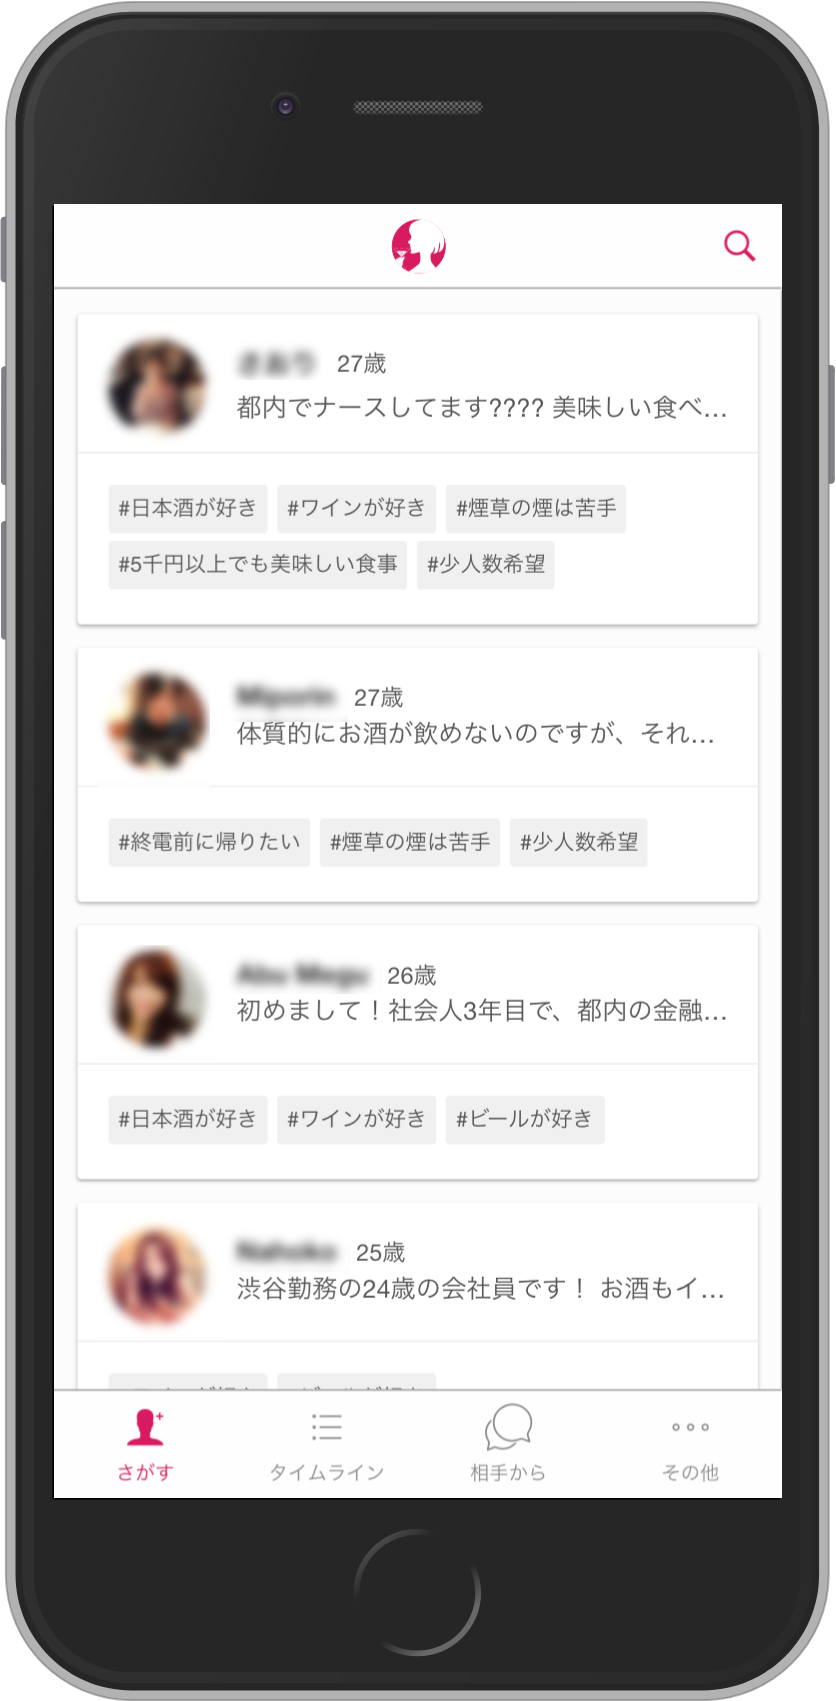 さおり 27歳
都内でナースしてます???? 美味しい食べ…
#日本酒が好き #ワインが好き #煙草の煙は苦手
#5千円以上でも美味しい食事 #少人数希望
Miporin 27歳
体質的にお酒が飲めないのですが、それ…
#終電前に帰りたい #煙草の煙は苦手 #少人数希望
Abu Megu 26歳
初めまして！社会人3年目で、都内の金融…
#日本酒が好き #ワインが好き #ビールが好き
Nahoko 25歳
渋谷勤務の24歳の会社員です！ お酒もイ…
さがす タイムライン 相手から その他